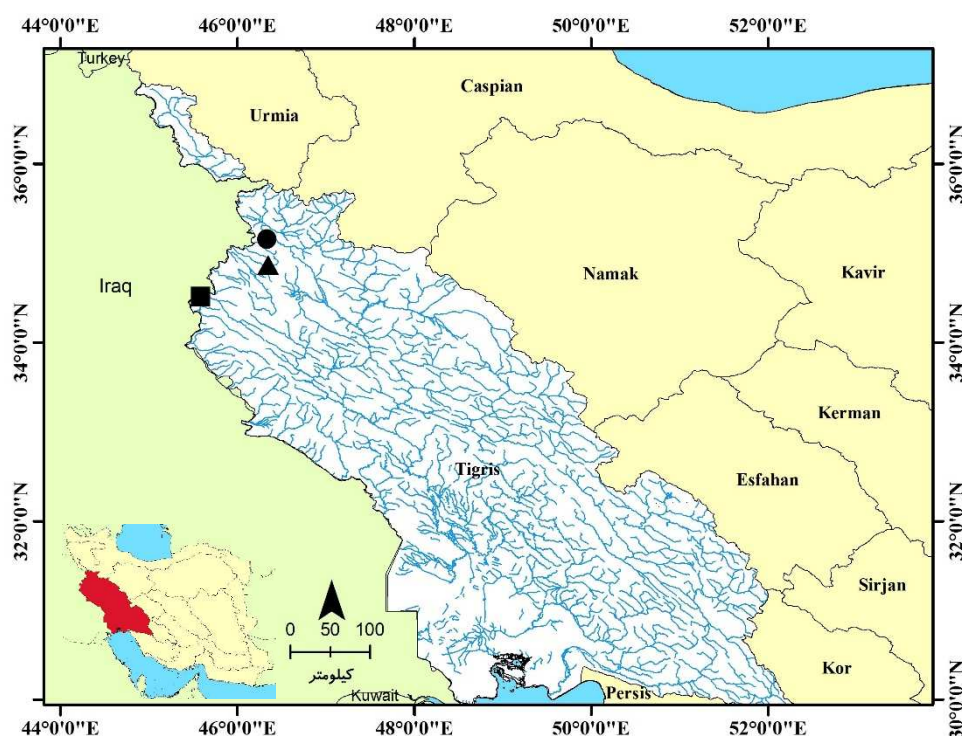 44°0'0"E 46°0'0"E 48°0'0"E 50°0'0"E 52°0'0"E
Turkey
Caspian
Urmia
36°0'0"N 36°0'0"N
Namak
Kavir
Iraq
34°0'0"N 34°0'0"N
Kerman
Tigris
Esfahan
32°0'0"N 32°0'0"N
Sirjan
0 50 100
کیلومتر
Kor
Kuwait
Persis
30°0'0"N 30°0'0"N
44°0'0"E 46°0'0"E 48°0'0"E 50°0'0"E 52°0'0"E